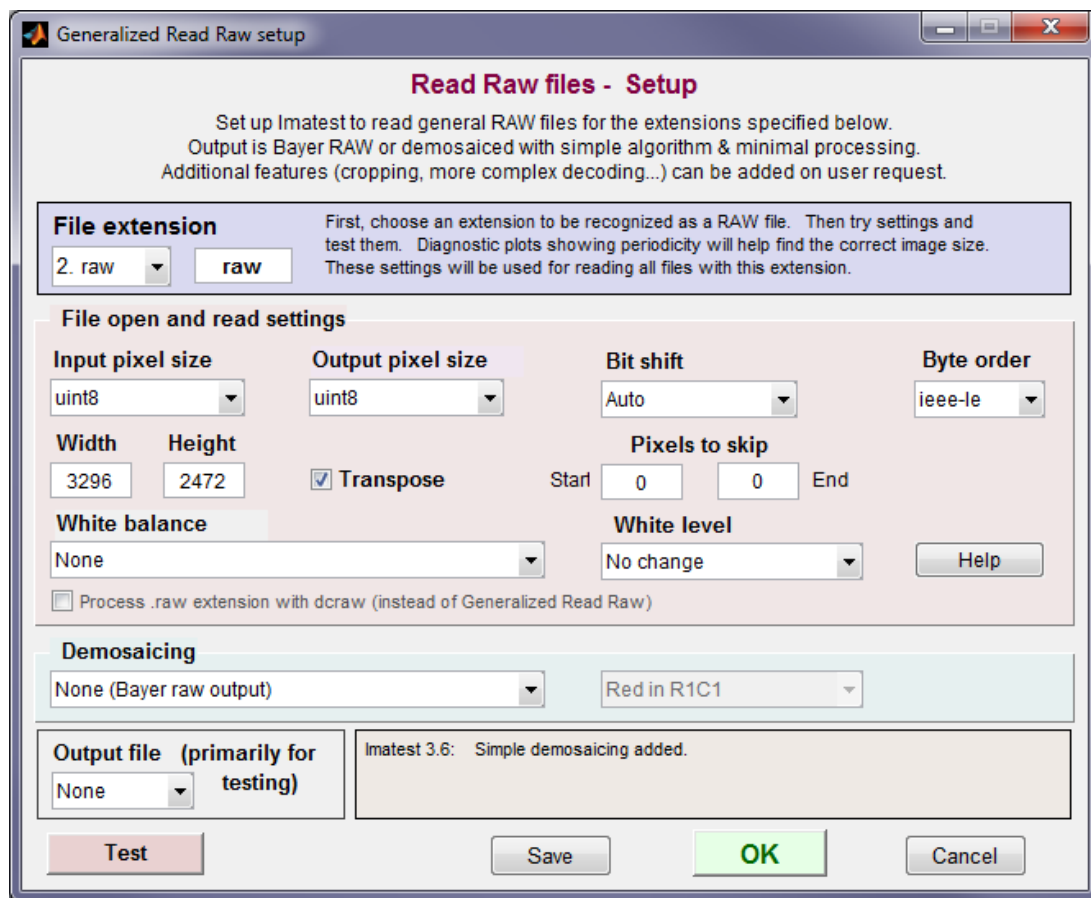 Generalized Read Raw setup
Read Raw files - Setup
Set up Imatest to read general RAW files for the extensions specified below.
Output is Bayer RAW or demosaiced with simple algorithm & minimal processing.
Additional features (cropping, more complex decoding...) can be added on user request.
File extension
2. raw
raw
First, choose an extension to be recognized as a RAW file. Then try settings and
test them. Diagnostic plots showing periodicity will help find the correct image size.
These settings will be used for reading all files with this extension.
File open and read settings
Input pixel size
Output pixel size
Bit shift
Byte order
uint8
uint8
Auto
ieee-le
Width
Height
Pixels to skip
3296
2472
Transpose
Start
0
0
End
White balance
White level
None
No change
Help
Process .raw extension with dcraw (instead of Generalized Read Raw)
Demosaicing
None (Bayer raw output)
Red in R1C1
Output file (primarily for
testing)
None
Imatest 3.6: Simple demosaicing added.
Test
Save
OK
Cancel